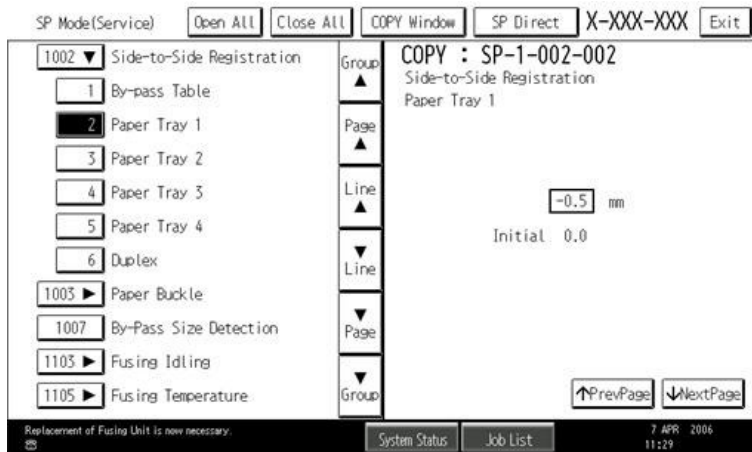 SP Mode(Service) Open All Close All COPY Window SP Direct X-XXX-XXX Exit
1002 ▼ Side-to-Side Registration
1 By-pass Table
2 Paper Tray 1
3 Paper Tray 2
4 Paper Tray 3
5 Paper Tray 4
6 Duplex
1003 ► Paper Buckle
1007 By-Pass Size Detection
1103 ► Fusing Idling
1105 ► Fusing Temperature
Group
▲
Page
▲
Line
▲
▼
Line
▼
Page
▼
Group
COPY : SP-1-002-002
Side-to-Side Registration
Paper Tray 1
-0.5 mm
Initial 0.0
↑PrevPage ↓NextPage
Replacement of Fusing Unit is now necessary.
System Status Job List
7 APR 2006
11:29